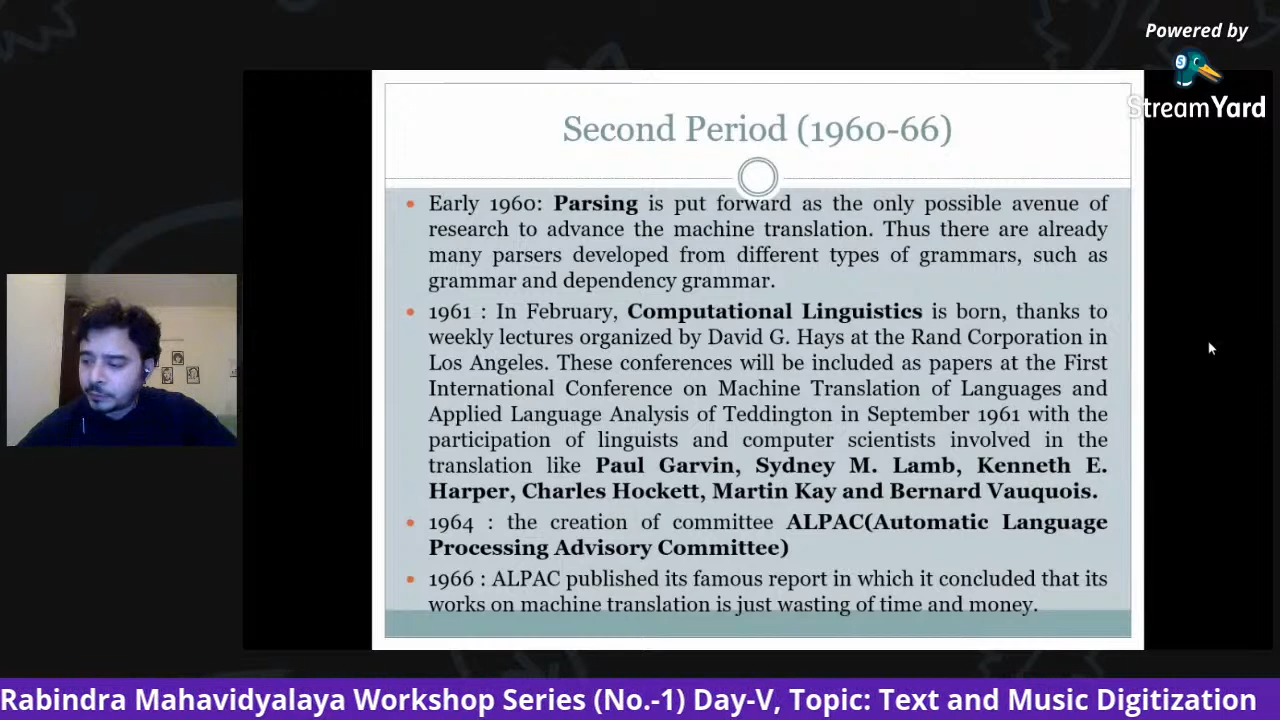 Powered by
StreamYard
Second Period (1960-66)
• Early 1960: Parsing is put forward as the only possible avenue of
research to advance the machine translation. Thus there are already
many parsers developed from different types of grammars, such as
grammar and dependency grammar.
• 1961 : In February, Computational Linguistics is born, thanks to
weekly lectures organized by David G. Hays at the Rand Corporation in
Los Angeles. These conferences will be included as papers at the First
International Conference on Machine Translation of Languages and
Applied Language Analysis of Teddington in September 1961 with the
participation of linguists and computer scientists involved in the
translation like Paul Garvin, Sydney M. Lamb, Kenneth E.
Harper, Charles Hockett, Martin Kay and Bernard Vauquois.
• 1964 : the creation of committee ALPAC(Automatic Language
Processing Advisory Committee)
• 1966 : ALPAC published its famous report in which it concluded that its
works on machine translation is just wasting of time and money.
Rabindra Mahavidyalaya Workshop Series (No.-1) Day-V, Topic: Text and Music Digitization